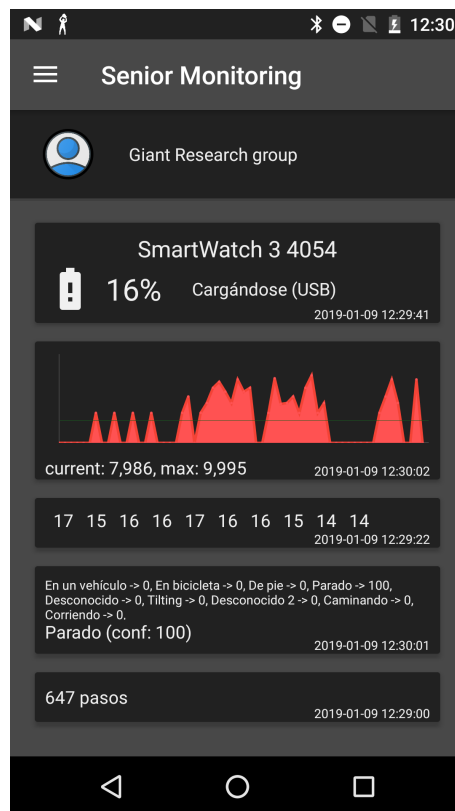 12:30
Senior Monitoring
Giant Research group
SmartWatch 3 4054
16% Cargándose (USB)
2019-01-09 12:29:41
current: 7,986, max: 9,995
2019-01-09 12:30:02
17 15 16 16 17 16 16 15 14 14
2019-01-09 12:29:22
En un vehículo -> 0, En bicicleta -> 0, De pie -> 0, Parado -> 100,
Desconocido -> 0, Tilting -> 0, Desconocido 2 -> 0, Caminando -> 0,
Corriendo -> 0.
Parado (conf: 100)
2019-01-09 12:30:01
647 pasos
2019-01-09 12:29:00